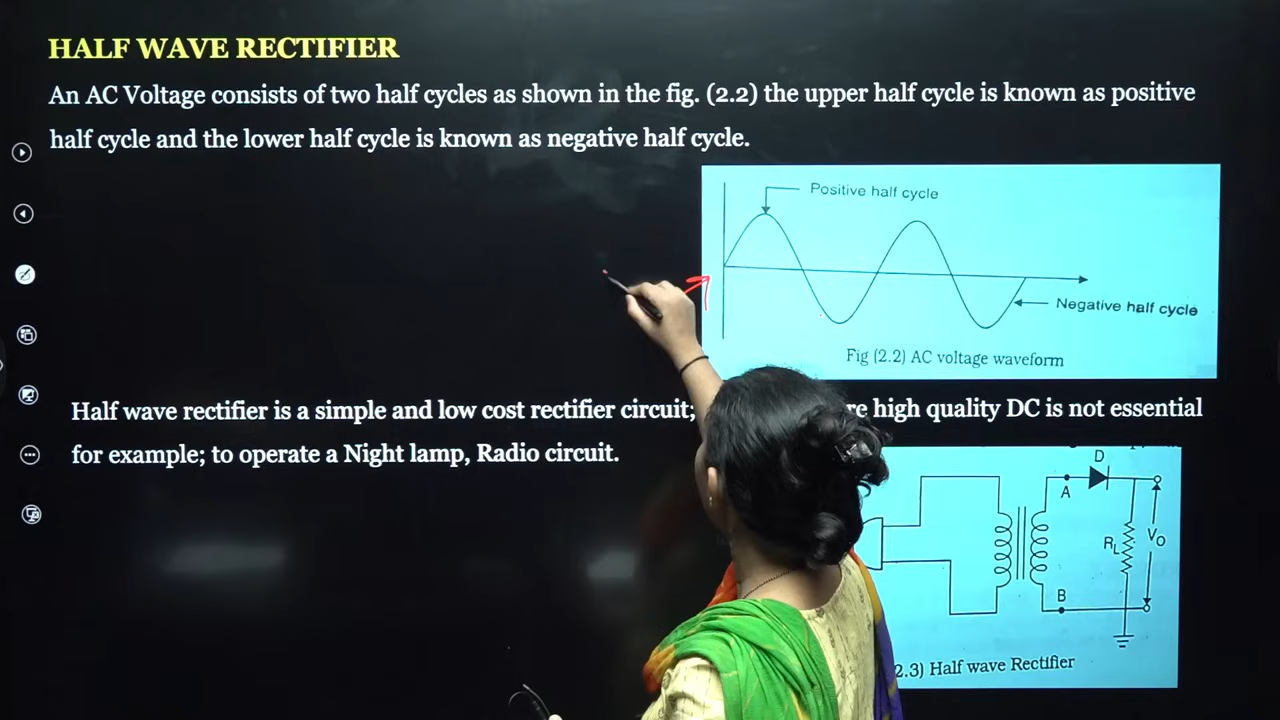 HALF WAVE RECTIFIER
An AC Voltage consists of two half cycles as shown in the fig. (2.2) the upper half cycle is known as positive
half cycle and the lower half cycle is known as negative half cycle.
Positive half cycle
Negative half cycle
Fig (2.2) AC voltage waveform
Half wave rectifier is a simple and low cost rectifier circuit; re high quality DC is not essential
for example; to operate a Night lamp, Radio circuit.
D
A
RL
VO
B
2.3) Half wave Rectifier